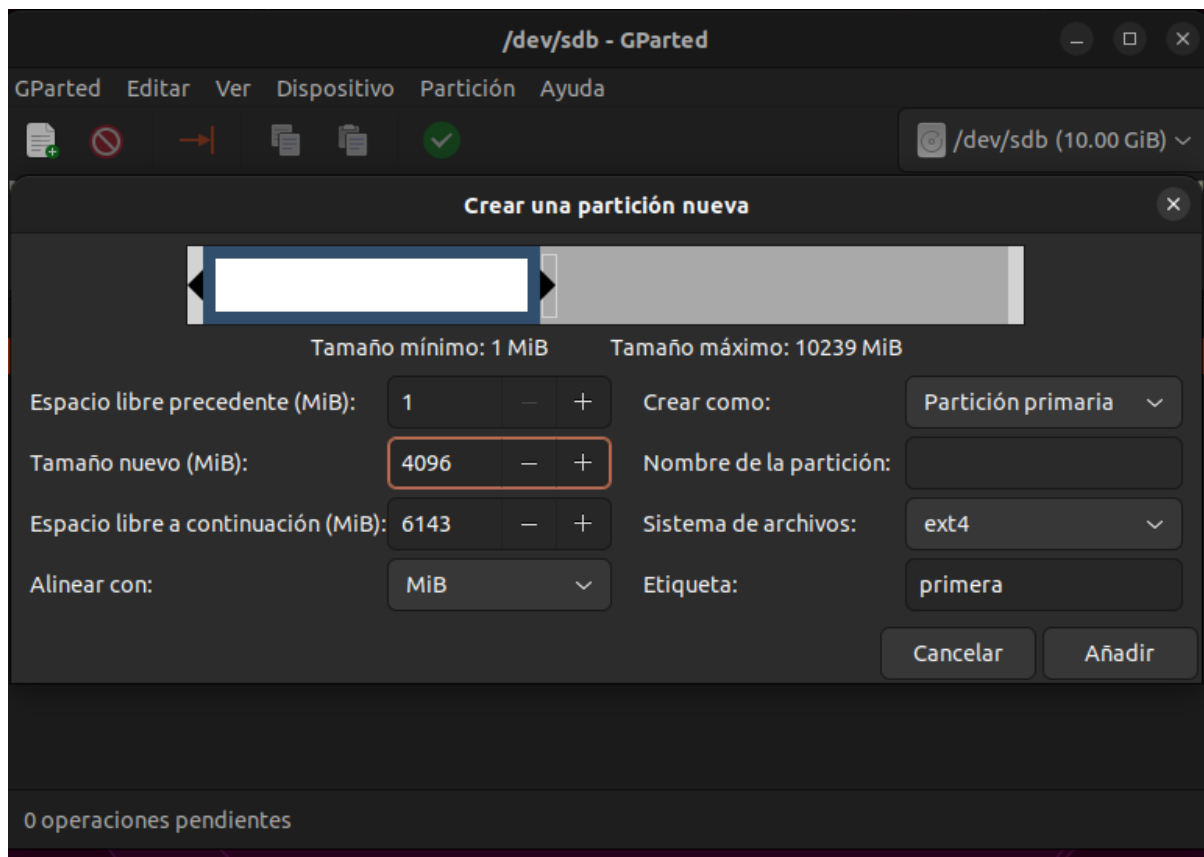 /dev/sdb - GParted
GParted Editar Ver Dispositivo Partición Ayuda
/dev/sdb (10.00 GiB)
Crear una partición nueva
Tamaño mínimo: 1 MiB Tamaño máximo: 10239 MiB
Espacio libre precedente (MiB): 1 Crear como: Partición primaria
Tamaño nuevo (MiB): 4096 Nombre de la partición:
Espacio libre a continuación (MiB): 6143 Sistema de archivos: ext4
Alinear con: MiB Etiqueta: primera
Cancelar Añadir
0 operaciones pendientes